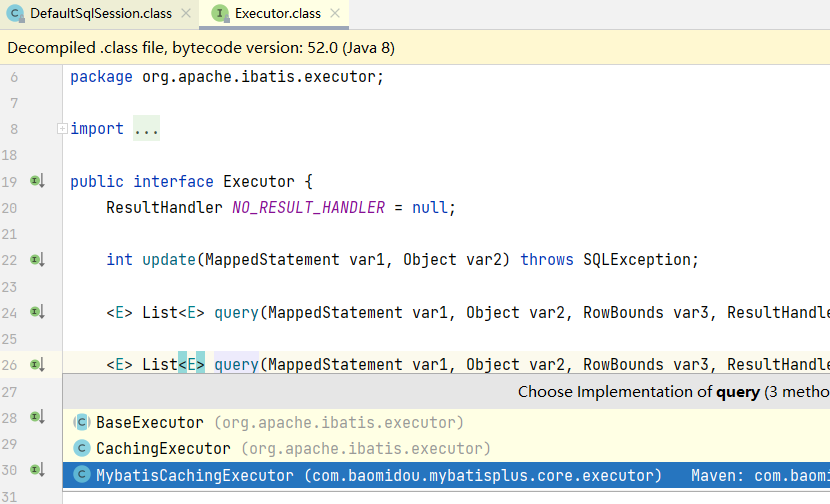 DefaultSqlSession.class
Executor.class
Decompiled .class file, bytecode version: 52.0 (Java 8)
6 package org.apache.ibatis.executor;
7
8 import ...
18
19 public interface Executor {
20 ResultHandler NO_RESULT_HANDLER = null;
21
22 int update(MappedStatement var1, Object var2) throws SQLException;
23
24 <E> List<E> query(MappedStatement var1, Object var2, RowBounds var3, ResultHandle
25
26 <E> List<E> query(MappedStatement var1, Object var2, RowBounds var3, ResultHandle
27 Choose Implementation of query (3 metho
28 BaseExecutor (org.apache.ibatis.executor)
29 CachingExecutor (org.apache.ibatis.executor)
30 MybatisCachingExecutor (com.baomidou.mybatisplus.core.executor) Maven: com.baomi
31